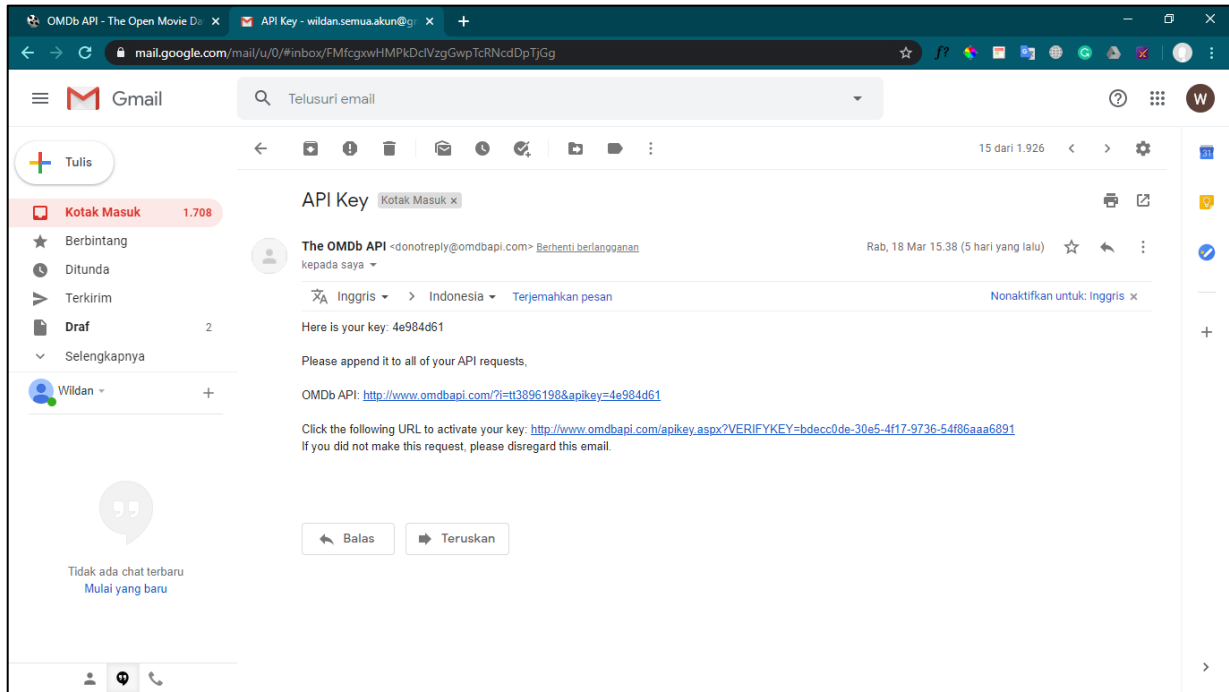 OMDb API - The Open Movie Da
API Key - wildan.semua.akun@g
mail.google.com/mail/u/0/#inbox/FMfcgxwHMPkDcIVzgGwpTcRNcdDpTjGg
Gmail
Telusuri email
W
Tulis
15 dari 1.926
31
API Key Kotak Masuk ×
Kotak Masuk 1.708
Berbintang
The OMDb API <donotreply@omdbapi.com> Berhenti berlangganan
Rab, 18 Mar 15.38 (5 hari yang lalu)
kepada saya
Ditunda
Terkirim
Inggris > Indonesia Terjemahkan pesan
Nonaktifkan untuk: Inggris ×
Draf 2
Here is your key: 4e984d61
Selengkapnya
Please append it to all of your API requests,
Wildan
OMDb API: http://www.omdbapi.com/?i=tt3896198&apikey=4e984d61
Click the following URL to activate your key: http://www.omdbapi.com/apikey.aspx?VERIFYKEY=bdecc0de-30e5-4f17-9736-54f86aaa6891
If you did not make this request, please disregard this email.
Balas
Teruskan
Tidak ada chat terbaru
Mulai yang baru